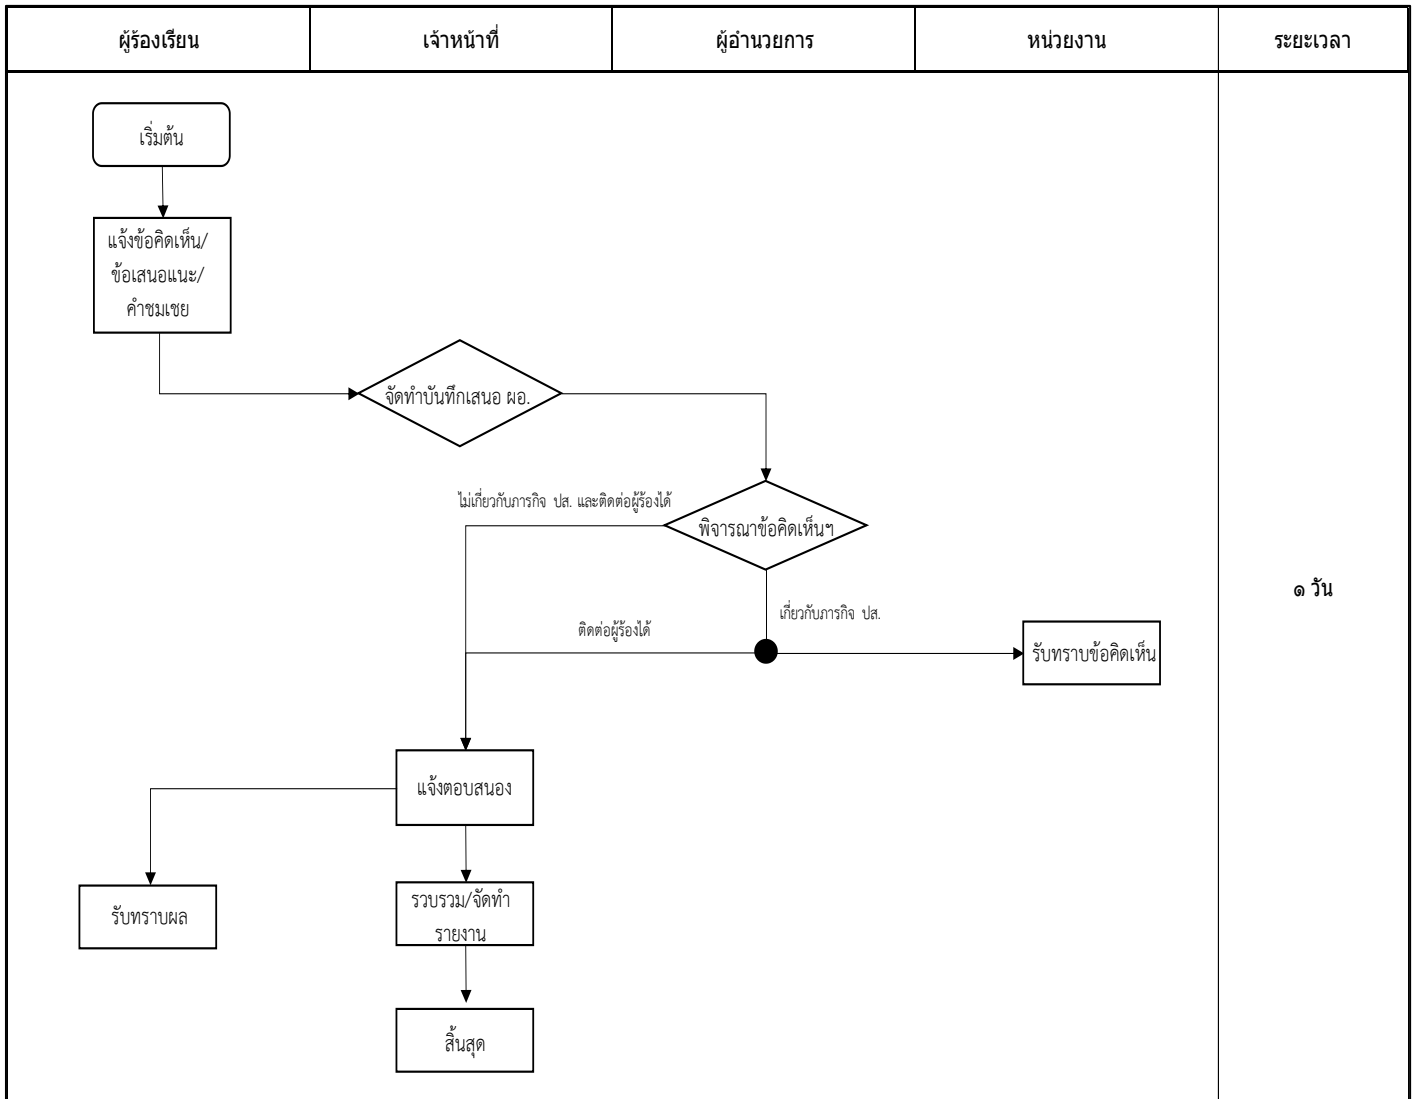 ผู้ร้องเรียน
เจ้าหน้าที่
ผู้อำนวยการ
หน่วยงาน
ระยะเวลา
เริ่มต้น
แจ้งข้อคิดเห็น/
ข้อเสนอแนะ/
คำชมเชย
จัดทำบันทึกเสนอ ผอ.
ไม่เกี่ยวกับภารกิจ ปส. และติดต่อผู้ร้องได้
พิจารณาข้อคิดเห็นฯ
๑ วัน
เกี่ยวกับภารกิจ ปส.
ติดต่อผู้ร้องได้
รับทราบข้อคิดเห็น
แจ้งตอบสนอง
รับทราบผล
รวบรวม/จัดทำ
รายงาน
สิ้นสุด